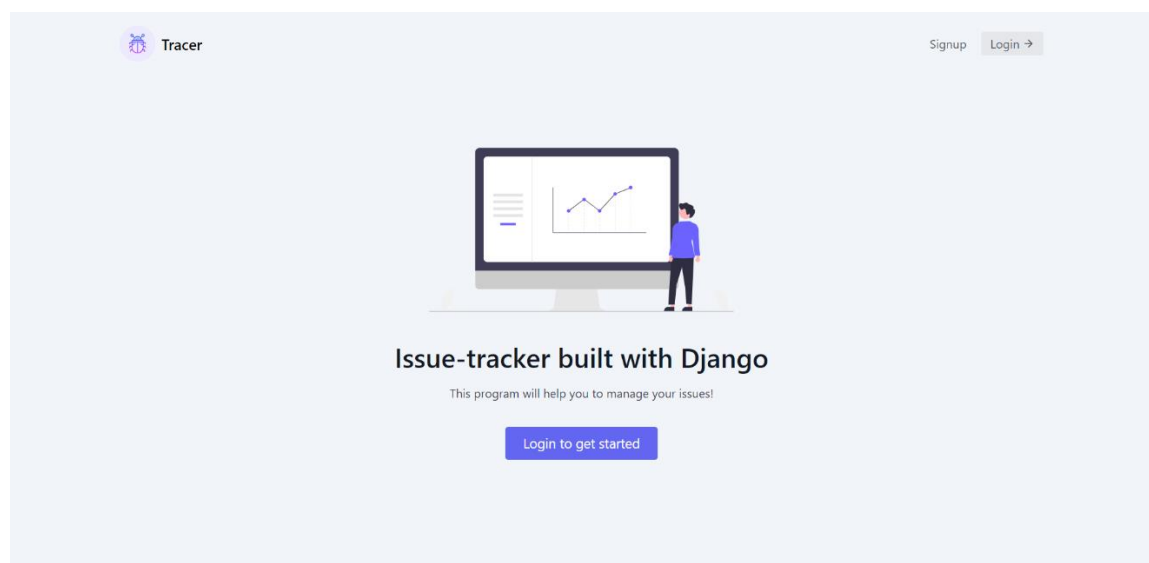 Tracer
Signup
Login →
Issue-tracker built with Django
This program will help you to manage your issues!
Login to get started